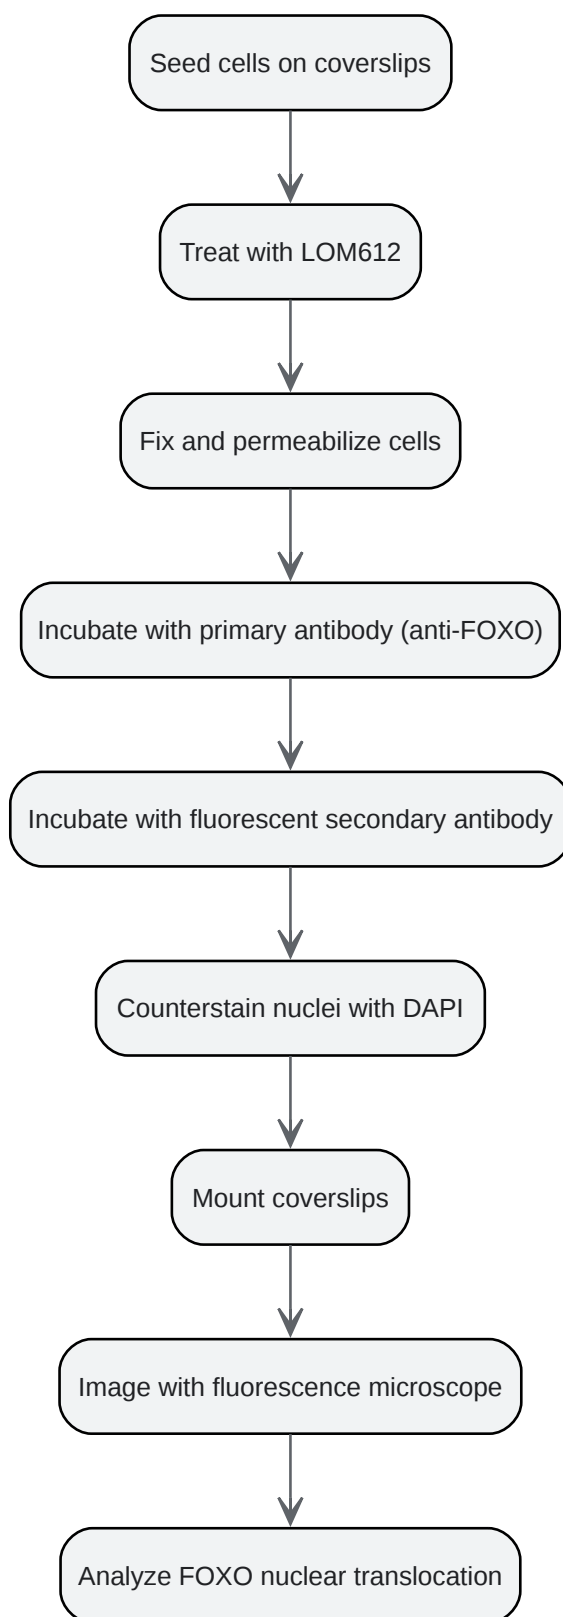 Seed cells on coverslips
Treat with LOM612
Fix and permeabilize cells
Incubate with primary antibody (anti-FOXO)
Incubate with fluorescent secondary antibody
Counterstain nuclei with DAPI
Mount coverslips
Image with fluorescence microscope
Analyze FOXO nuclear translocation